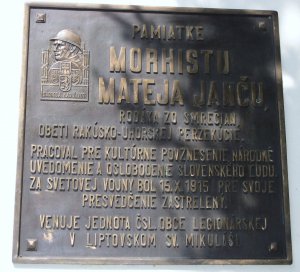 PAMIATKE
MORHISTU
MATEJA JANČU,
RODÁKA ZO SMREČIAN,
OBETI RAKÚSKO-UHORSKEJ PERZEKÚCIE.
PRACOVAL PRE KULTÚRNE POVZNESENIE, NÁRODNÉ
UVEDOMENIE A OSLOBODENIE SLOVENSKÉHO ĽUDU.
ZA SVETOVEJ VOJNY BOL 15.X.1915 PRE SVOJE
PRESVEDČENIE ZASTRELENÝ.
VENUJE JEDNOTA ČSL. OBCE LEGIONÁRSKEJ
V LIPTOVSKOM SV. MIKULÁŠI.